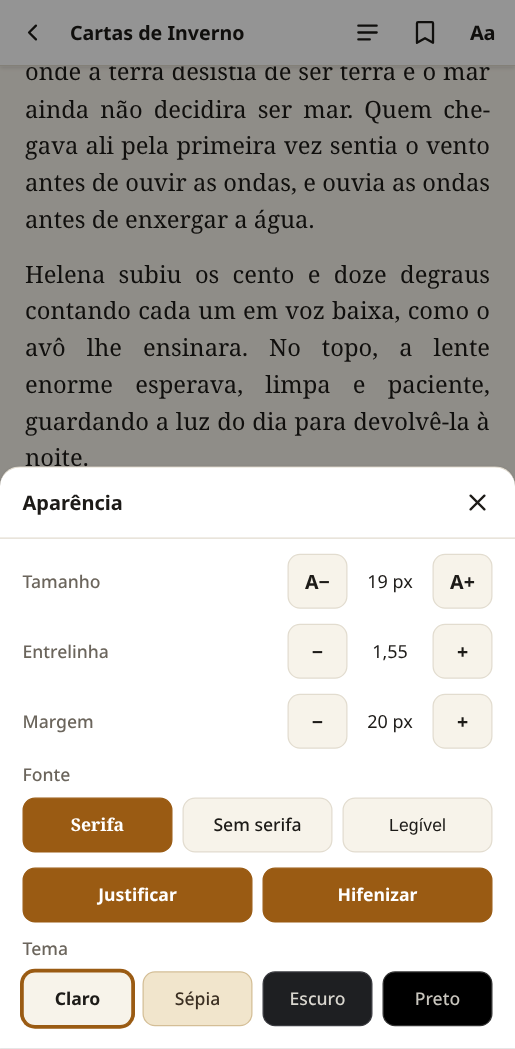 Cartas de Inverno
Aa
onde a terra desistia de ser terra e o mar
ainda não decidira ser mar. Quem che-
gava ali pela primeira vez sentia o vento
antes de ouvir as ondas, e ouvia as ondas
antes de enxergar a água.
Helena subiu os cento e doze degraus
contando cada um em voz baixa, como o
avô lhe ensinara. No topo, a lente
enorme esperava, limpa e paciente,
guardando a luz do dia para devolvê-la à
noite.
Aparência
Tamanho A− 19 px A+
Entrelinha − 1,55 +
Margem − 20 px +
Fonte
Serifa Sem serifa Legível
Justificar Hifenizar
Tema
Claro Sépia Escuro Preto